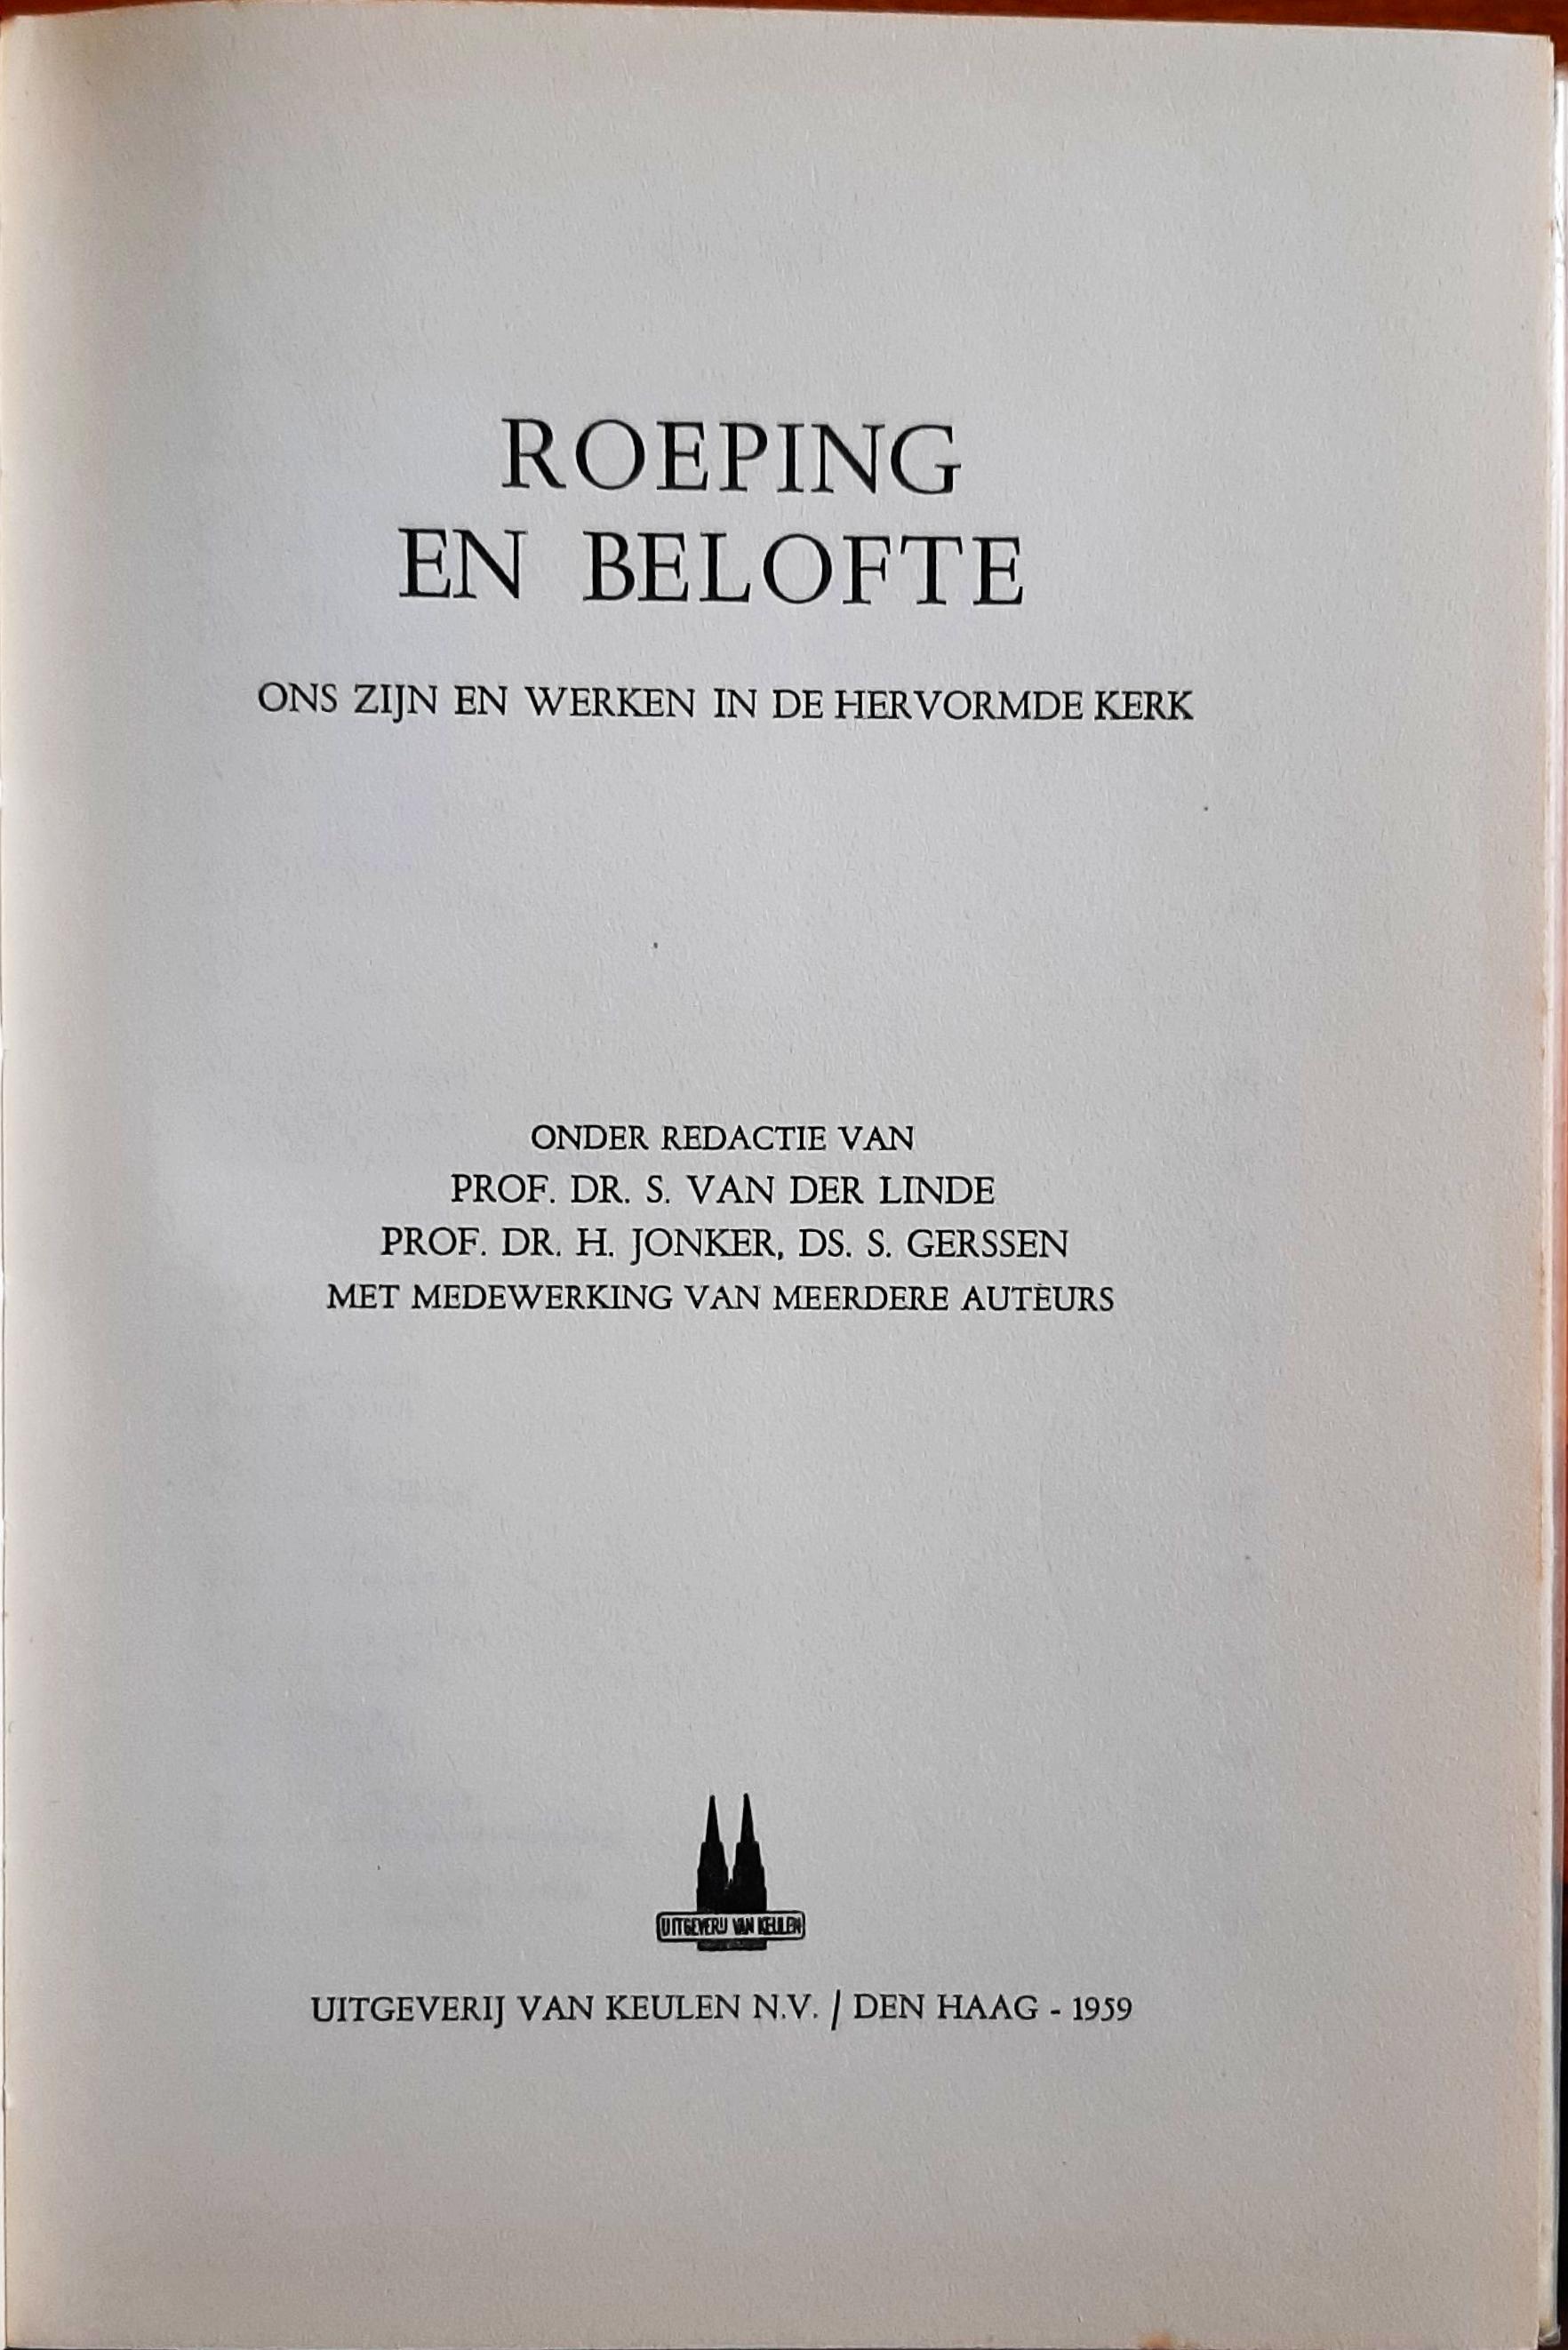 ROEPING
EN BELOFTE
ONS ZIJN EN WERKEN IN DE HERVORMDE KERK
ONDER REDACTIE VAN
PROF. DR. S. VAN DER LINDE
PROF. DR. H. JONKER, DS. S. GERSSEN
MET MEDEWERKING VAN MEERDERE AUTEURS
UITGEVERIJ VAN KEULEN
UITGEVERIJ VAN KEULEN N.V. / DEN HAAG - 1959